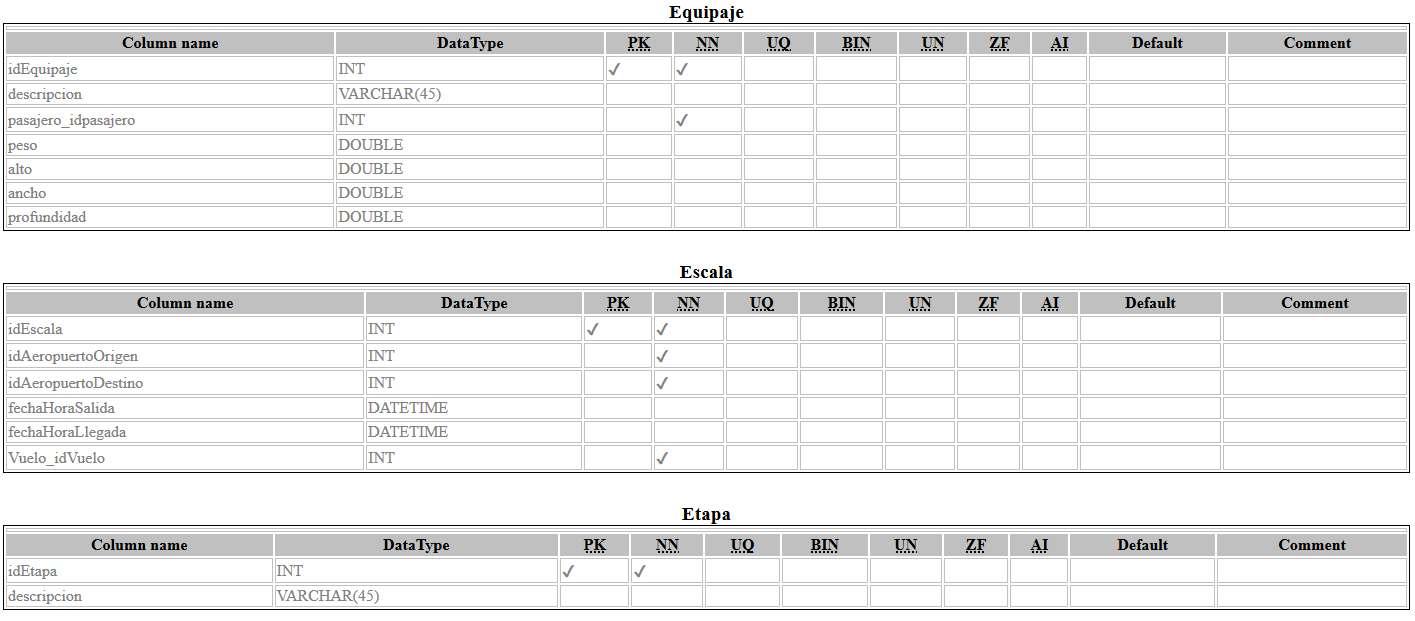 Equipaje
Column name DataType PK NN UQ BIN UN ZF AI Default Comment
idEquipaje INT ✓ ✓
descripcion VARCHAR(45)
pasajero_idpasajero INT ✓
peso DOUBLE
alto DOUBLE
ancho DOUBLE
profundidad DOUBLE
Escala
Column name DataType PK NN UQ BIN UN ZF AI Default Comment
idEscala INT ✓ ✓
idAeropuertoOrigen INT ✓
idAeropuertoDestino INT ✓
fechaHoraSalida DATETIME
fechaHoraLlegada DATETIME
Vuelo_idVuelo INT ✓
Etapa
Column name DataType PK NN UQ BIN UN ZF AI Default Comment
idEtapa INT ✓ ✓
descripcion VARCHAR(45)